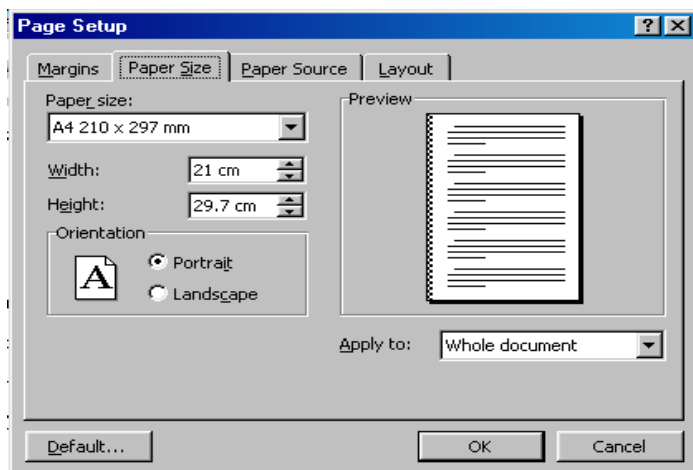 Page Setup
Margins Paper Size Paper Source Layout
Paper size:
A4 210 x 297 mm
Width: 21 cm
Height: 29.7 cm
Orientation
A
Portrait
Landscape
Preview
Apply to: Whole document
Default... OK Cancel